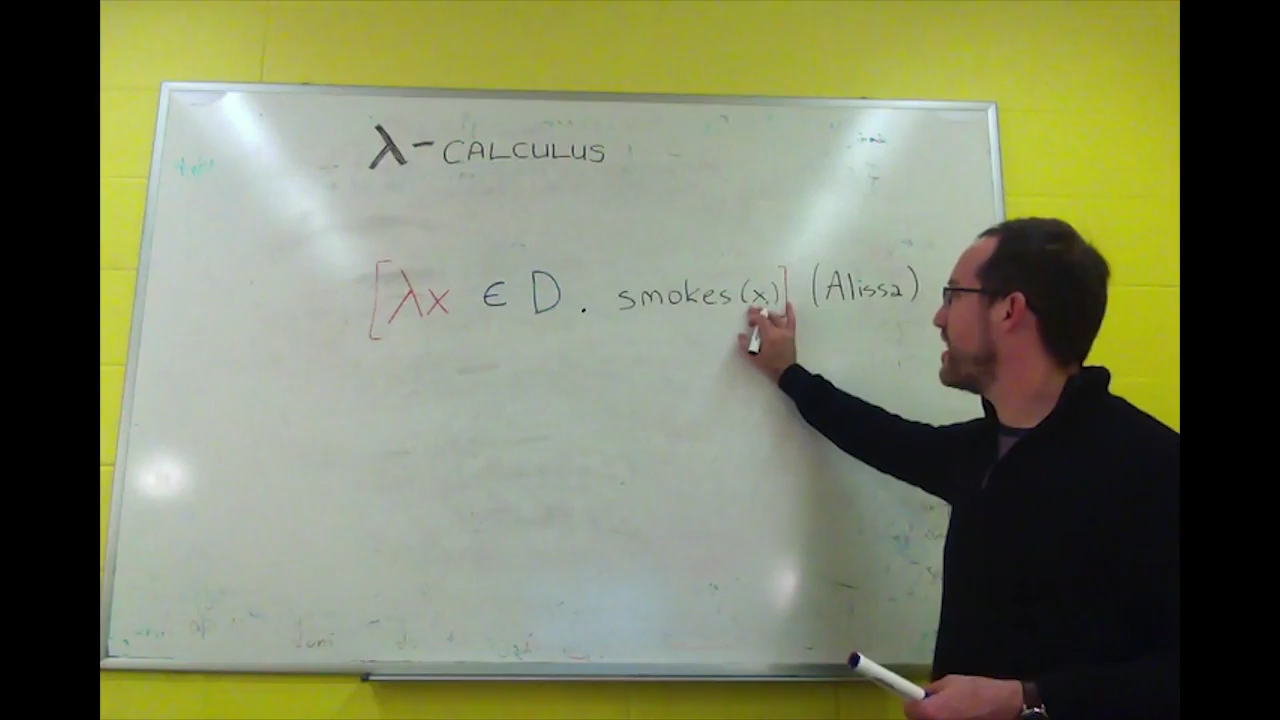 λ-CALCULUS
[λx ∈ D . smokes(x)] (Alissa)